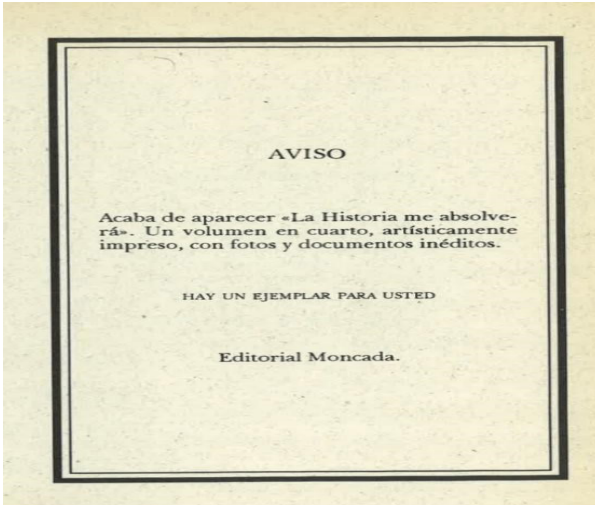 AVISO
Acaba de aparecer «La Historia me absolve-
rá». Un volumen en cuarto, artísticamente
impreso, con fotos y documentos inéditos.
HAY UN EJEMPLAR PARA USTED
Editorial Moncada.